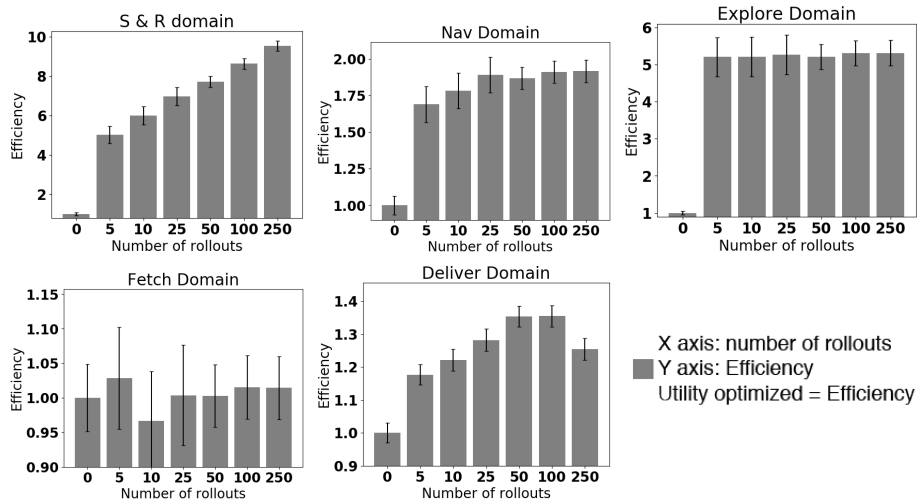 S & R domain
10
8
6
4
2
Efficiency
0 5 10 25 50 100 250
Number of rollouts
Nav Domain
2.00
1.75
1.50
1.25
1.00
Efficiency
0 5 10 25 50 100 250
Number of rollouts
Explore Domain
6
5
4
3
2
1
Efficiency
0 5 10 25 50 100 250
Number of rollouts
Fetch Domain
1.15
1.10
1.05
1.00
0.95
0.90
Efficiency
0 5 10 25 50 100 250
Number of rollouts
Deliver Domain
1.4
1.3
1.2
1.1
1.0
0.9
Efficiency
0 5 10 25 50 100 250
Number of rollouts
X axis: number of rollouts
Y axis: Efficiency
Utility optimized = Efficiency